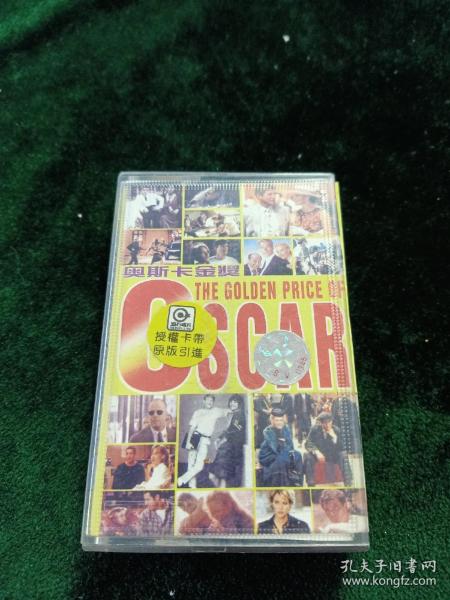 奥斯卡金獎
THE GOLDEN PRICE OF
OSCAR
授權卡帶
原版引進
孔夫子旧书网
www.kongfz.com